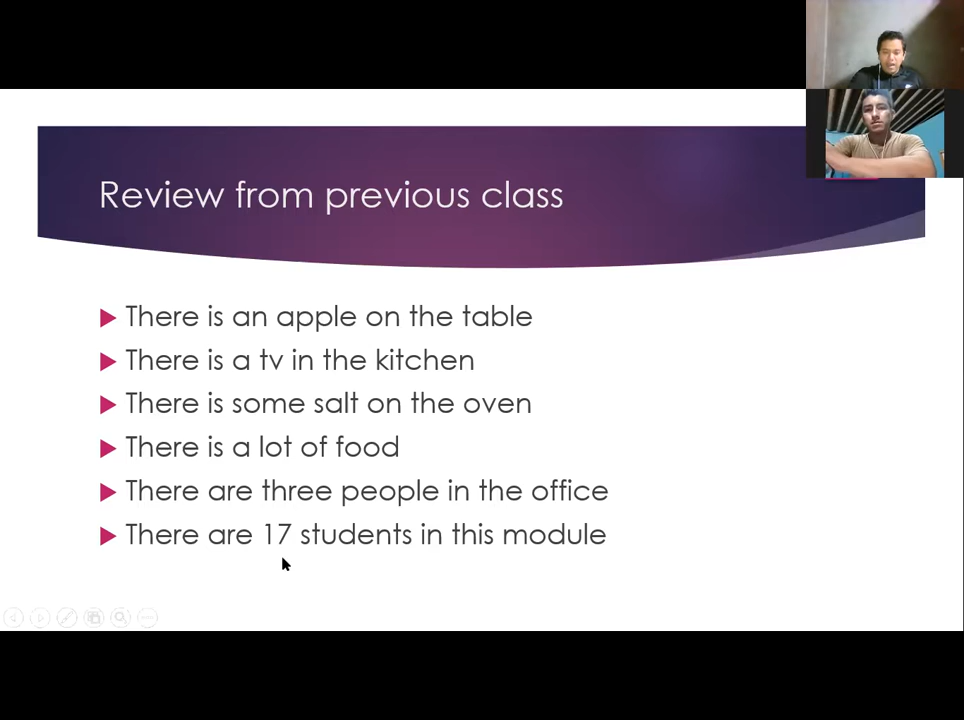 Review from previous class
There is an apple on the table
There is a tv in the kitchen
There is some salt on the oven
There is a lot of food
There are three people in the office
There are 17 students in this module